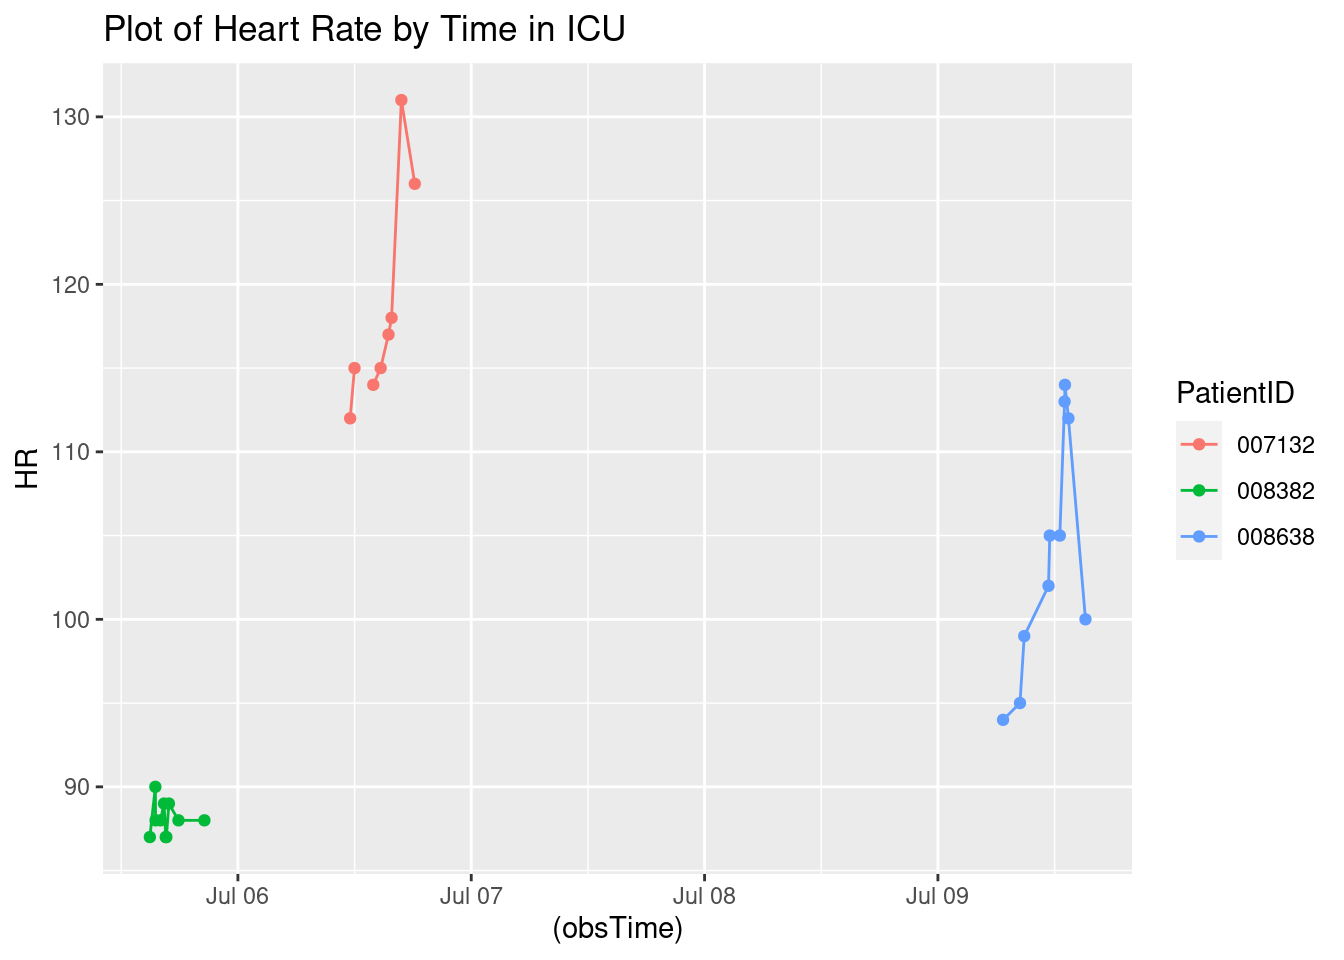 Plot of Heart Rate by Time in ICU
130
120
110
100
90
HR
Jul 06
Jul 07
Jul 08
Jul 09
(obsTime)
PatientID
007132
008382
008638